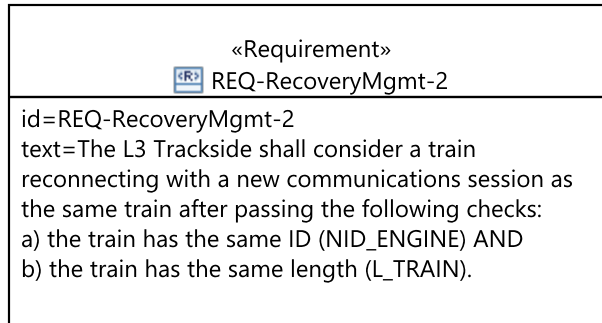 «Requirement»
<R> REQ-RecoveryMgmt-2
id=REQ-RecoveryMgmt-2
text=The L3 Trackside shall consider a train
reconnecting with a new communications session as
the same train after passing the following checks:
a) the train has the same ID (NID_ENGINE) AND
b) the train has the same length (L_TRAIN).